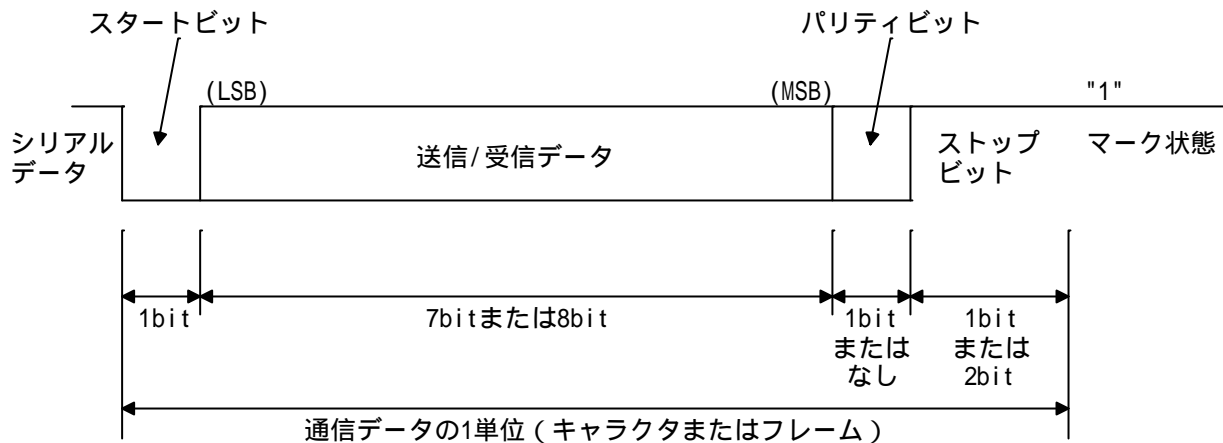 スタートビット
パリティビット
(LSB)
(MSB)
"1"
シリアル
データ
送信/受信データ
ストップ
ビット
マーク状態
1bit
7bitまたは8bit
1bit
または
なし
1bit
または
2bit
通信データの1単位(キャラクタまたはフレーム)